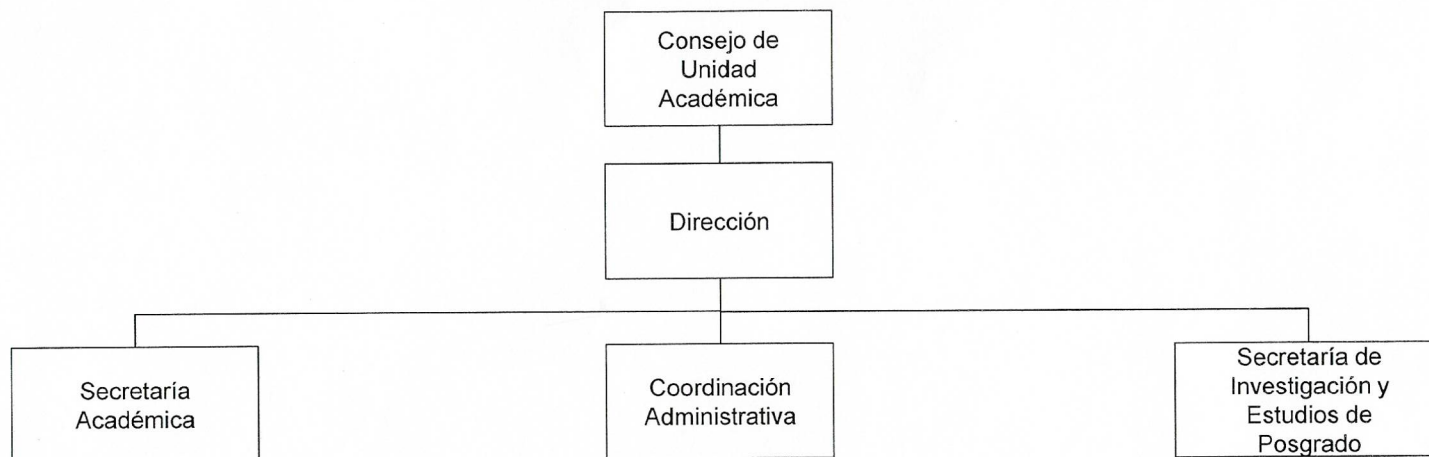 Consejo de
Unidad
Académica
Dirección
Secretaría
Académica
Coordinación
Administrativa
Secretaría de
Investigación y
Estudios de
Posgrado